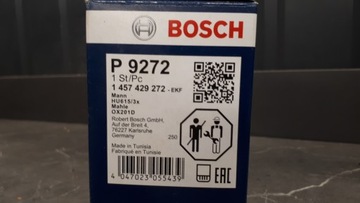 BOSCH
P 9272
1 St/Pc
1 457 429 272 - EKF
Mann
HU615/3x
Mahle
OX201D
Robert Bosch GmbH,
Auf der Breit 4,
76227 Karlsruhe
Germany
250
Made in Tunisia
Fabriqué en Tunisie
4 047023 055439
EAC